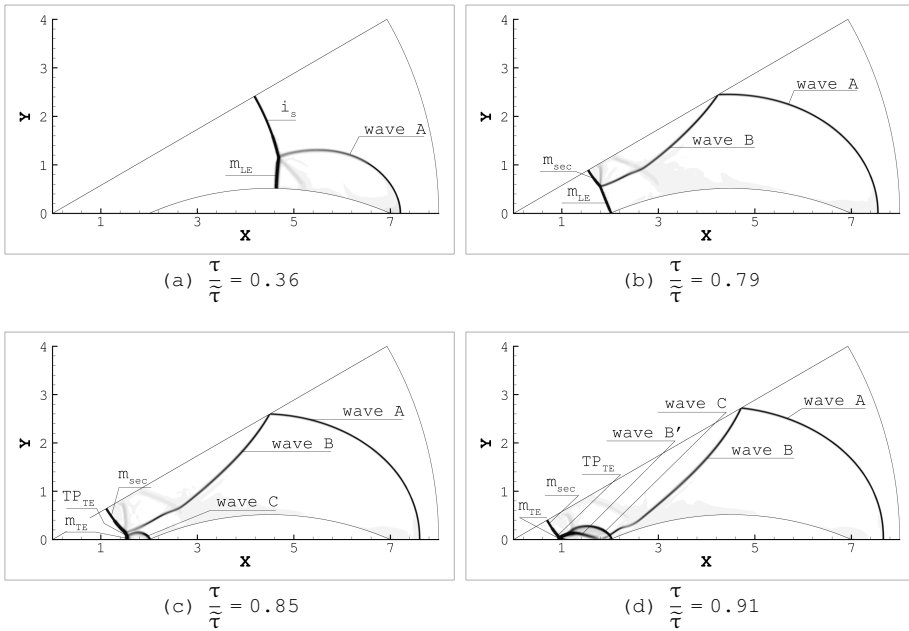 4
3
2
1
0
Y
1 3 5 7
X
i_s
wave A
m_LE
(a) τ/τ̃ = 0.36
4
3
2
1
0
Y
1 3 5 7
X
wave A
wave B
m_sec
m_LE
(b) τ/τ̃ = 0.79
4
3
2
1
0
Y
1 3 5 7
X
wave A
wave B
m_sec
TP_TE
wave C
m_TE
(c) τ/τ̃ = 0.85
4
3
2
1
0
Y
1 3 5 7
X
wave C
wave A
wave B′
wave B
TP_TE
m_sec
m_TE
(d) τ/τ̃ = 0.91